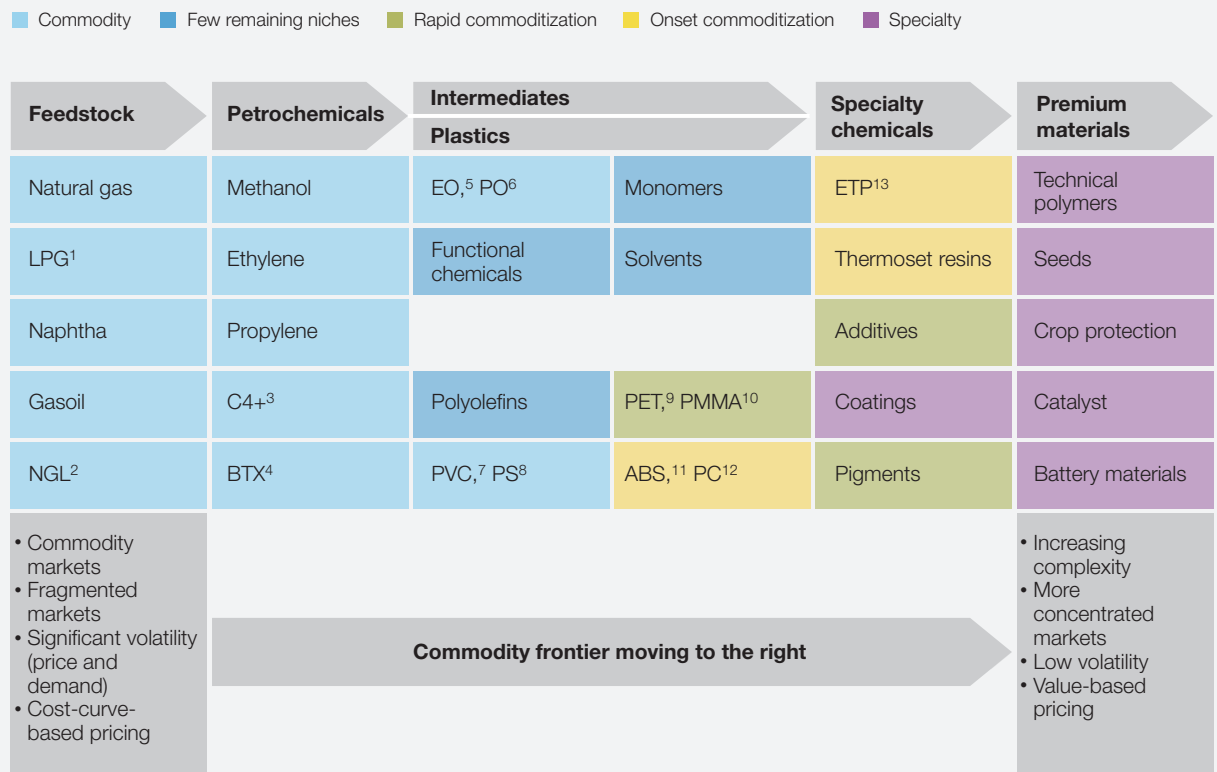 Commodity Few remaining niches Rapid commoditization Onset commoditization Specialty
Feedstock
Petrochemicals
Intermediates
Plastics
Specialty
chemicals
Premium
materials
Natural gas
Methanol
EO,⁵ PO⁶
Monomers
ETP¹³
Technical
polymers
LPG¹
Ethylene
Functional
chemicals
Solvents
Thermoset resins
Seeds
Naphtha
Propylene
Additives
Crop protection
Gasoil
C4+³
Polyolefins
PET,⁹ PMMA¹⁰
Coatings
Catalyst
NGL²
BTX⁴
PVC,⁷ PS⁸
ABS,¹¹ PC¹²
Pigments
Battery materials
• Commodity
markets
• Fragmented
markets
• Significant volatility
(price and
demand)
• Cost-curve-
based pricing
Commodity frontier moving to the right
• Increasing
complexity
• More
concentrated
markets
• Low volatility
• Value-based
pricing